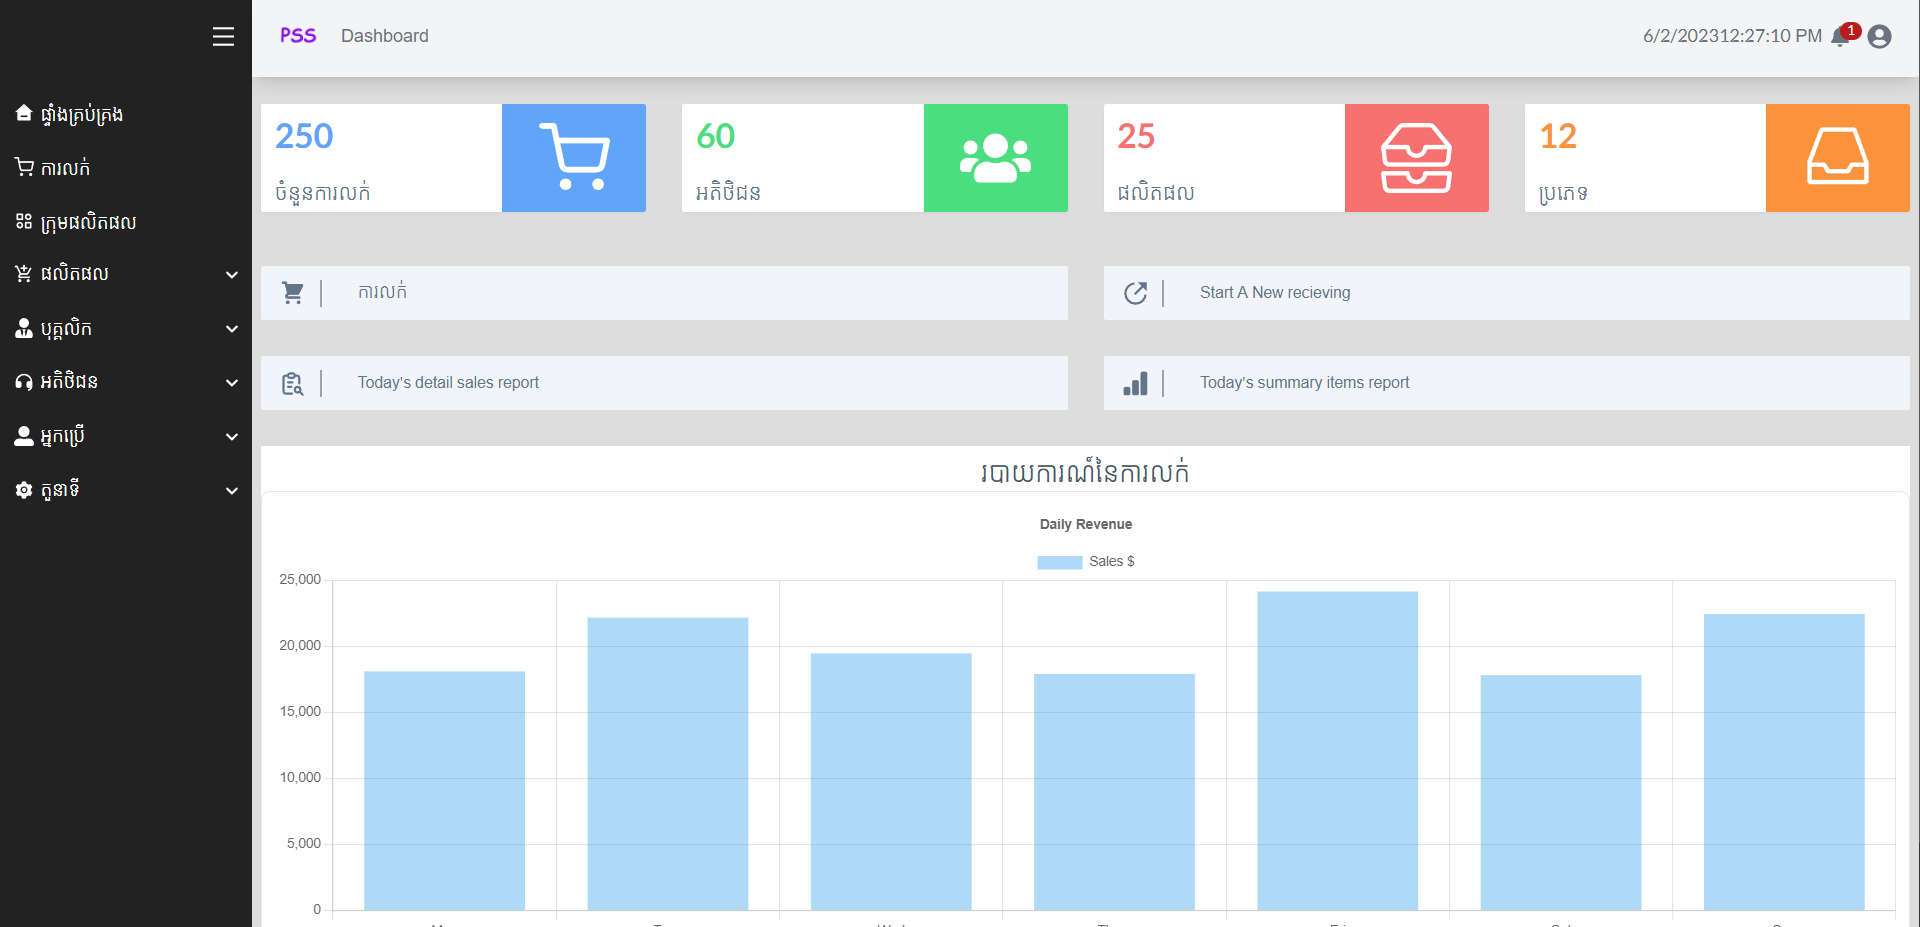 PSS Dashboard 6/2/202312:27:10 PM 1
ផ្ទាំងគ្រប់គ្រង
ការលក់
ក្រុមផលិតផល
ផលិតផល
បុគ្គលិក
អតិថិជន
អ្នកប្រើ
តួនាទី
250
ចំនួនការលក់
60
អតិថិជន
25
ផលិតផល
12
ប្រភេទ
ការលក់
Start A New recieving
Today's detail sales report
Today's summary items report
របាយការណ៍នៃការលក់
Daily Revenue
Sales $
25,000
20,000
15,000
10,000
5,000
0